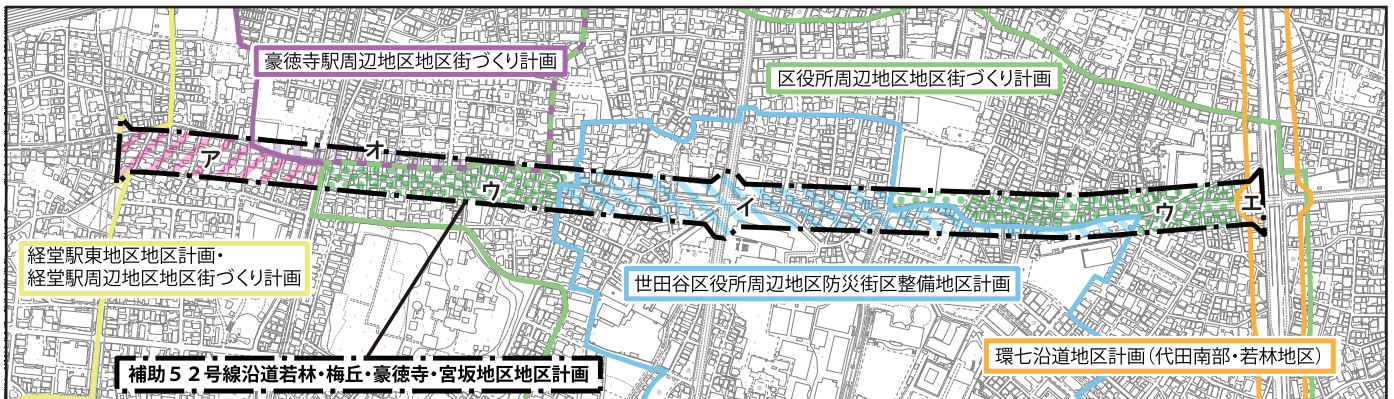 豪徳寺駅周辺地区地区街づくり計画
区役所周辺地区地区街づくり計画
ア
オ
ウ
イ
ウ
エ
経堂駅東地区地区計画・
経堂駅周辺地区地区街づくり計画
世田谷区役所周辺地区防災街区整備地区計画
環七沿道地区計画（代田南部・若林地区）
補助５２号線沿道若林・梅丘・豪徳寺・宮坂地区地区計画